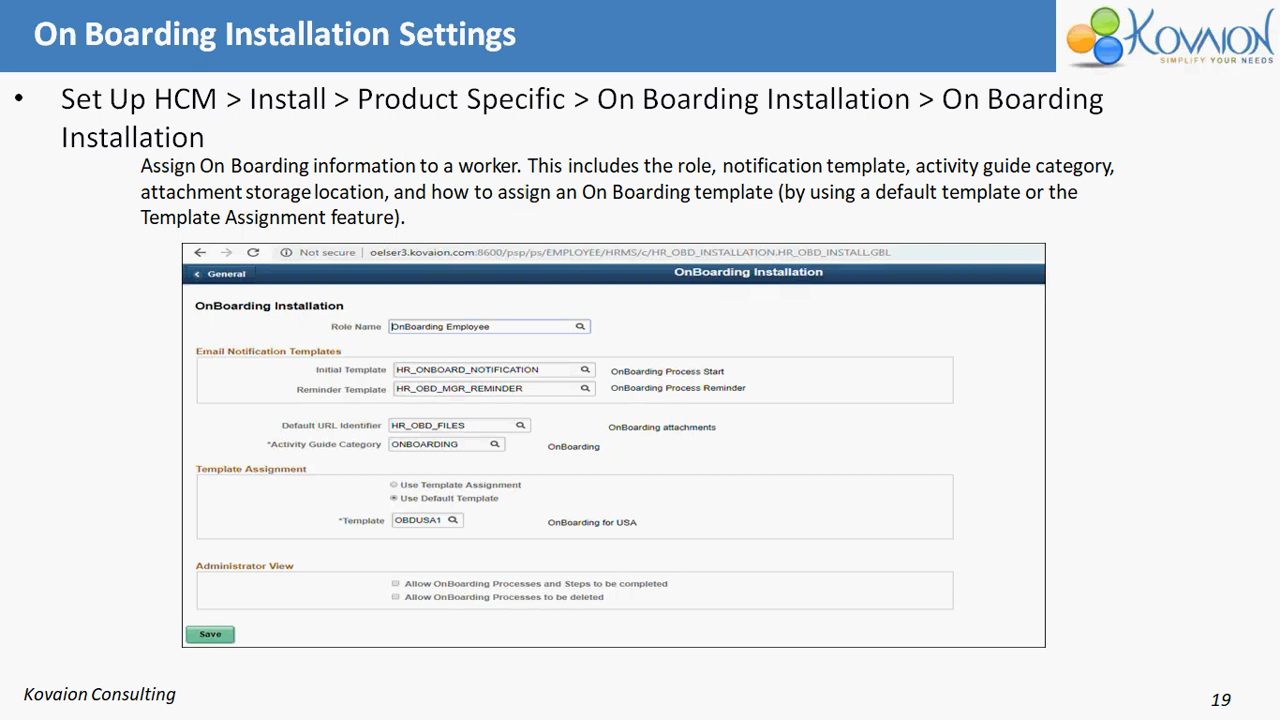 On Boarding Installation Settings
KOVAION
SIMPLIFY YOUR NEEDS
• Set Up HCM > Install > Product Specific > On Boarding Installation > On Boarding
Installation
Assign On Boarding information to a worker. This includes the role, notification template, activity guide category,
attachment storage location, and how to assign an On Boarding template (by using a default template or the
Template Assignment feature).
Not secure | oelser3.kovaion.com:8600/psp/ps/EMPLOYEE/HRMS/c/HR_OBD_INSTALLATION.HR_OBD_INSTALL.GBL
< General OnBoarding Installation
OnBoarding Installation
Role Name OnBoarding Employee
Email Notification Templates
Initial Template HR_ONBOARD_NOTIFICATION OnBoarding Process Start
Reminder Template HR_OBD_MGR_REMINDER OnBoarding Process Reminder
Default URL Identifier HR_OBD_FILES OnBoarding attachments
*Activity Guide Category ONBOARDING OnBoarding
Template Assignment
Use Template Assignment
Use Default Template
*Template OBDUSA1 OnBoarding for USA
Administrator View
Allow OnBoarding Processes and Steps to be completed
Allow OnBoarding Processes to be deleted
Save
Kovaion Consulting
19